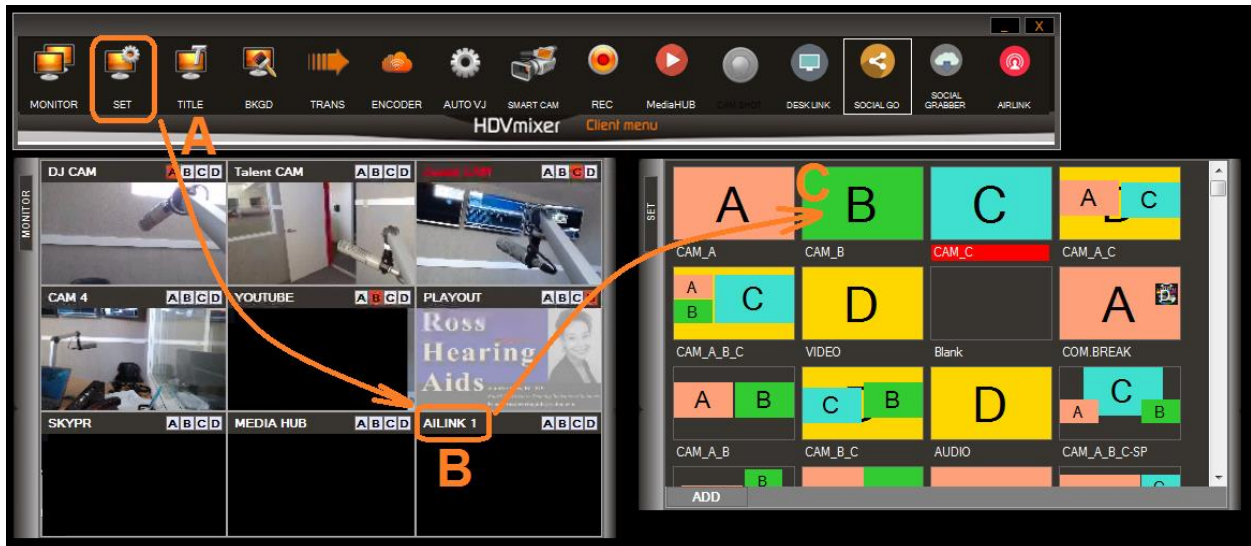 _ X
MONITOR SET TITLE BKGD TRANS ENCODER AUTO VJ SMART CAM REC MediaHUB CAM SHOT DESK LINK SOCIAL GO SOCIAL GRABBER AIRLINK
HDVmixer Client menu
A
MONITOR
DJ CAM A B C D Talent CAM A B C D A B C D
CAM 4 A B C D YOUTUBE A B C D PLAYOUT A B C
Ross
Hearing
Aids
SKYPR A B C D MEDIA HUB A B C D AILINK 1 A B C D
B
SET
C
A B C A C D
CAM_A CAM_B CAM_C CAM_A_C
A B C D A
CAM_A_B_C VIDEO Blank COM.BREAK
A B C D B D A C B
CAM_A_B CAM_B_C AUDIO CAM_A_B_C-SP
B C
ADD